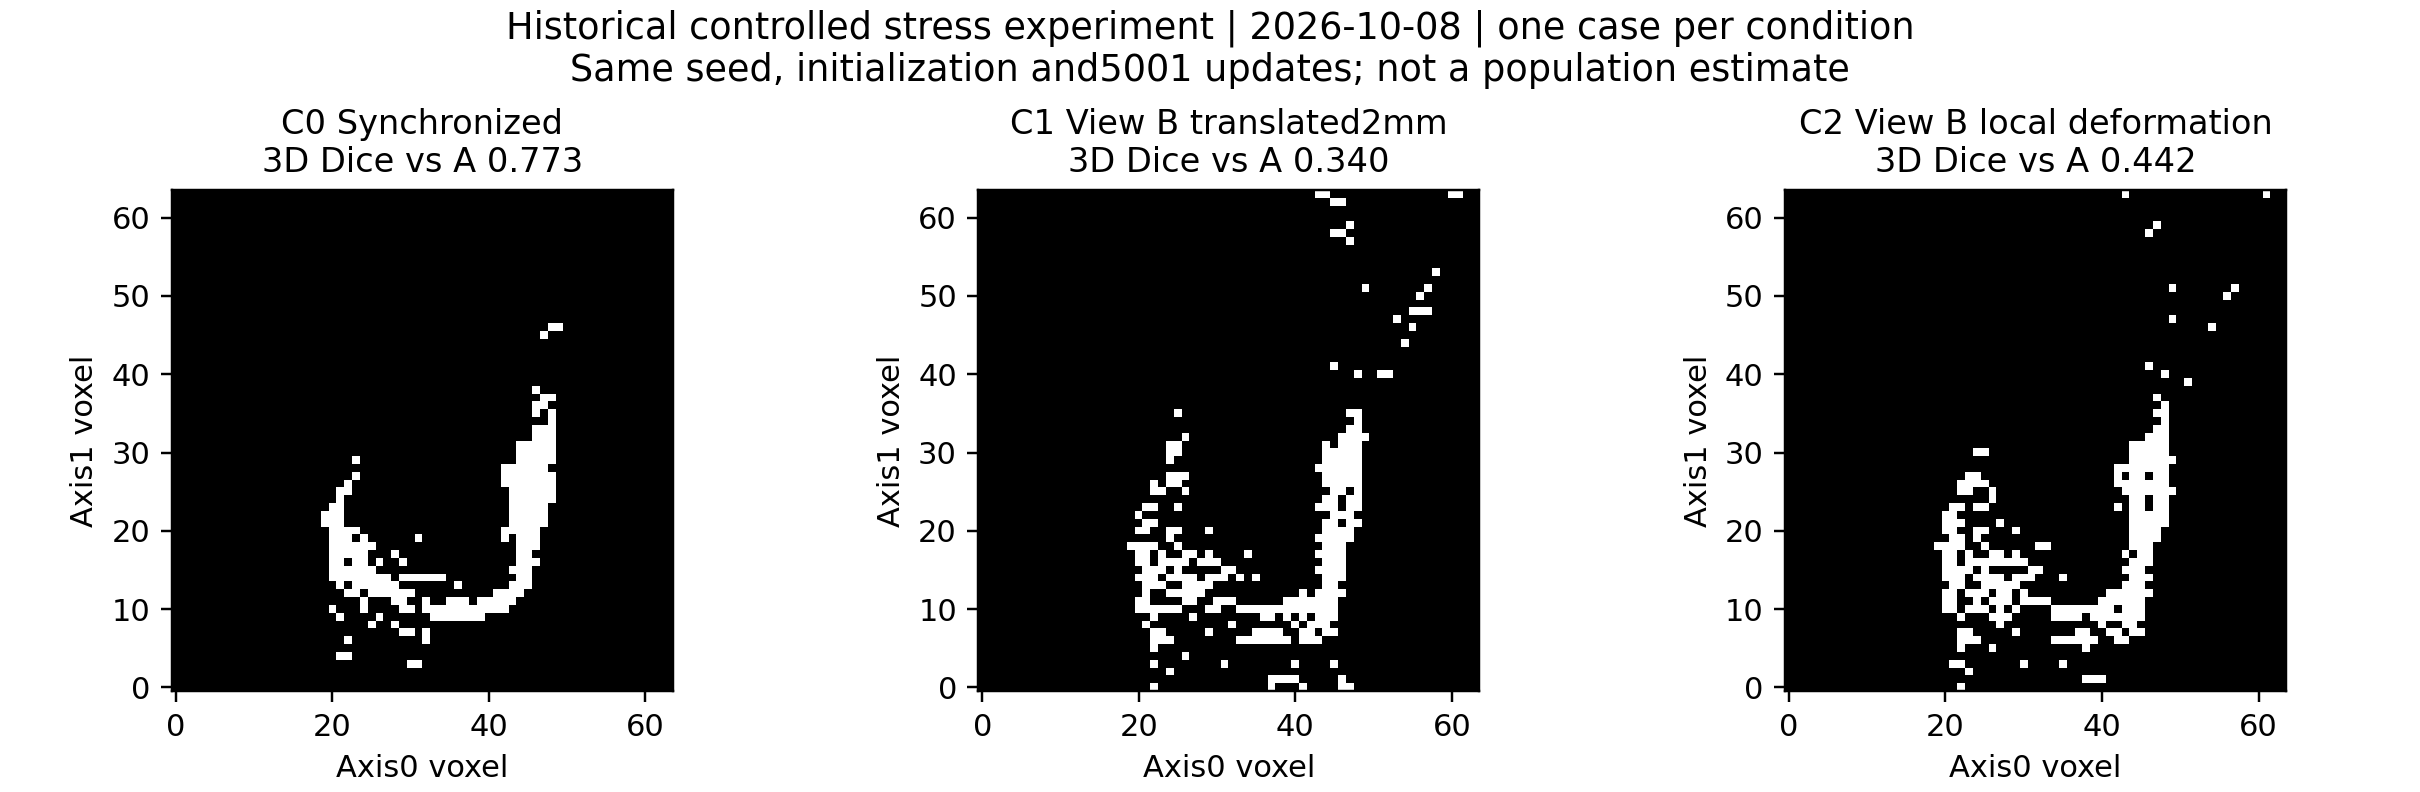 Historical controlled stress experiment | 2026-10-08 | one case per condition
Same seed, initialization and5001 updates; not a population estimate
C0 Synchronized
3D Dice vs A 0.773
60
50
40
30
20
10
0
Axis1 voxel
0 20 40 60
Axis0 voxel
C1 View B translated2mm
3D Dice vs A 0.340
60
50
40
30
20
10
0
Axis1 voxel
0 20 40 60
Axis0 voxel
C2 View B local deformation
3D Dice vs A 0.442
60
50
40
30
20
10
0
Axis1 voxel
0 20 40 60
Axis0 voxel